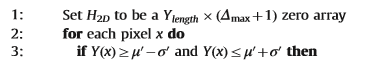 1: Set H2D to be a Ylength × (Δmax+1) zero array
2: for each pixel x do
3: if Y(x) ≥ μ′−σ′ and Y(x) ≤ μ′+σ′ then